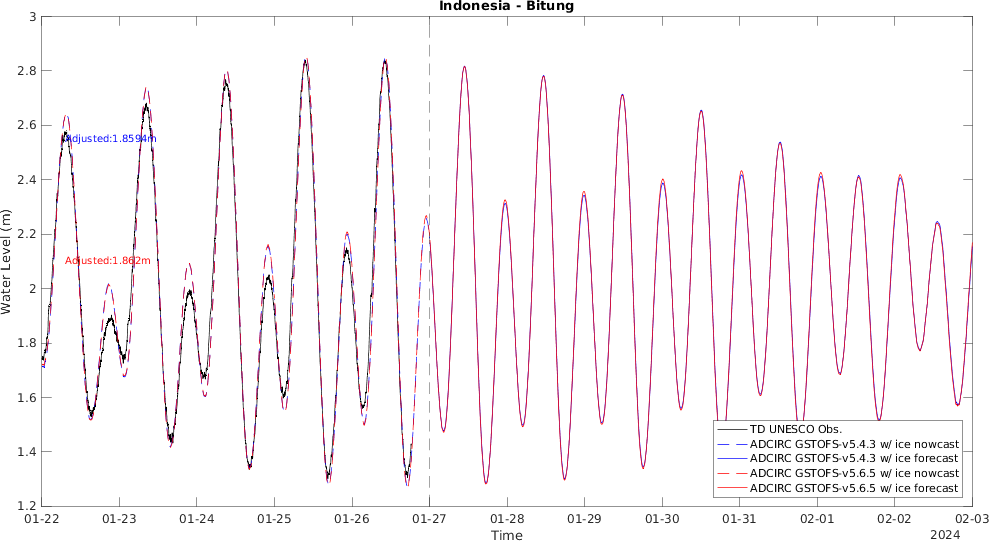 Indonesia - Bitung
Water Level (m)
3
2.8
2.6
2.4
2.2
2
1.8
1.6
1.4
1.2
Adjusted:1.8594m
Adjusted:1.862m
TD UNESCO Obs.
ADCIRC GSTOFS-v5.4.3 w/ ice nowcast
ADCIRC GSTOFS-v5.4.3 w/ ice forecast
ADCIRC GSTOFS-v5.6.5 w/ ice nowcast
ADCIRC GSTOFS-v5.6.5 w/ ice forecast
01-22 01-23 01-24 01-25 01-26 01-27 01-28 01-29 01-30 01-31 02-01 02-02 02-03
Time
2024